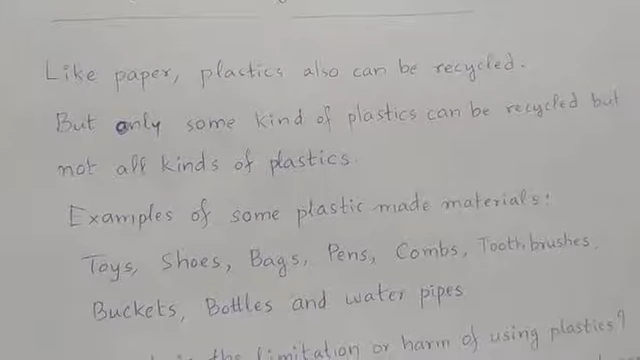 Like paper, plactics also can be recycled.
But only some kind of plastics can be recycled but
not all kinds of plastics.
Examples of some plastic made materials:
Toys, Shoes, Bags, Pens, Combs, Tooth brushes,
Buckets, Bottles and water pipes
is the limitation or harm of using plastics?